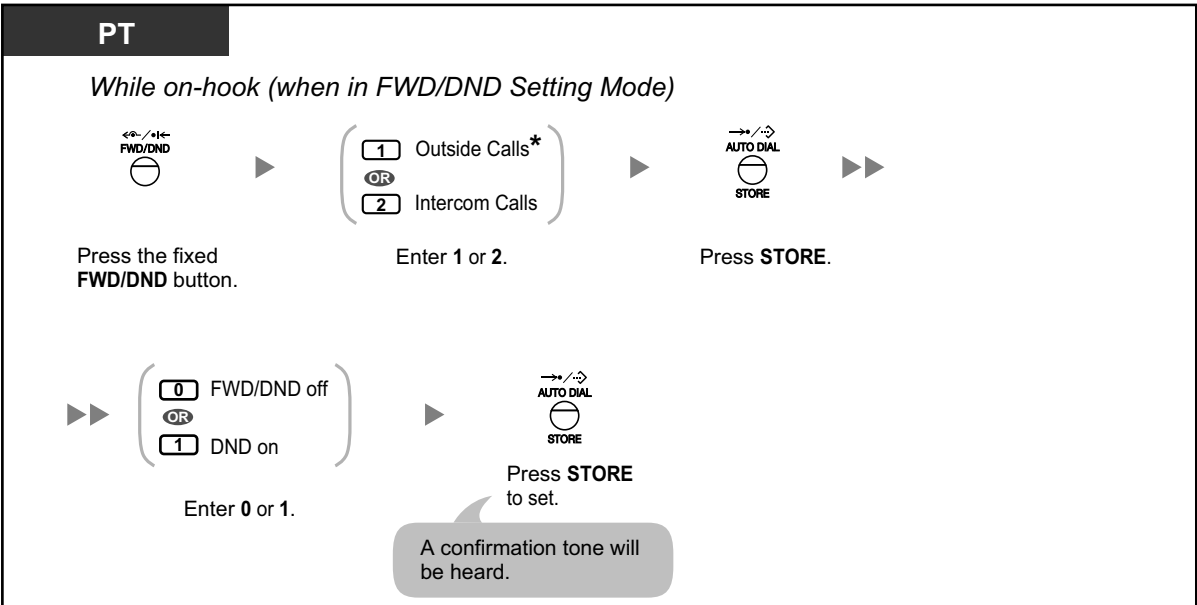 PT
While on-hook (when in FWD/DND Setting Mode)
FWD/DND
1 Outside Calls*
OR
2 Intercom Calls
AUTO DIAL
STORE
Press the fixed
FWD/DND button.
Enter 1 or 2.
Press STORE.
0 FWD/DND off
OR
1 DND on
AUTO DIAL
STORE
Enter 0 or 1.
Press STORE
to set.
A confirmation tone will
be heard.